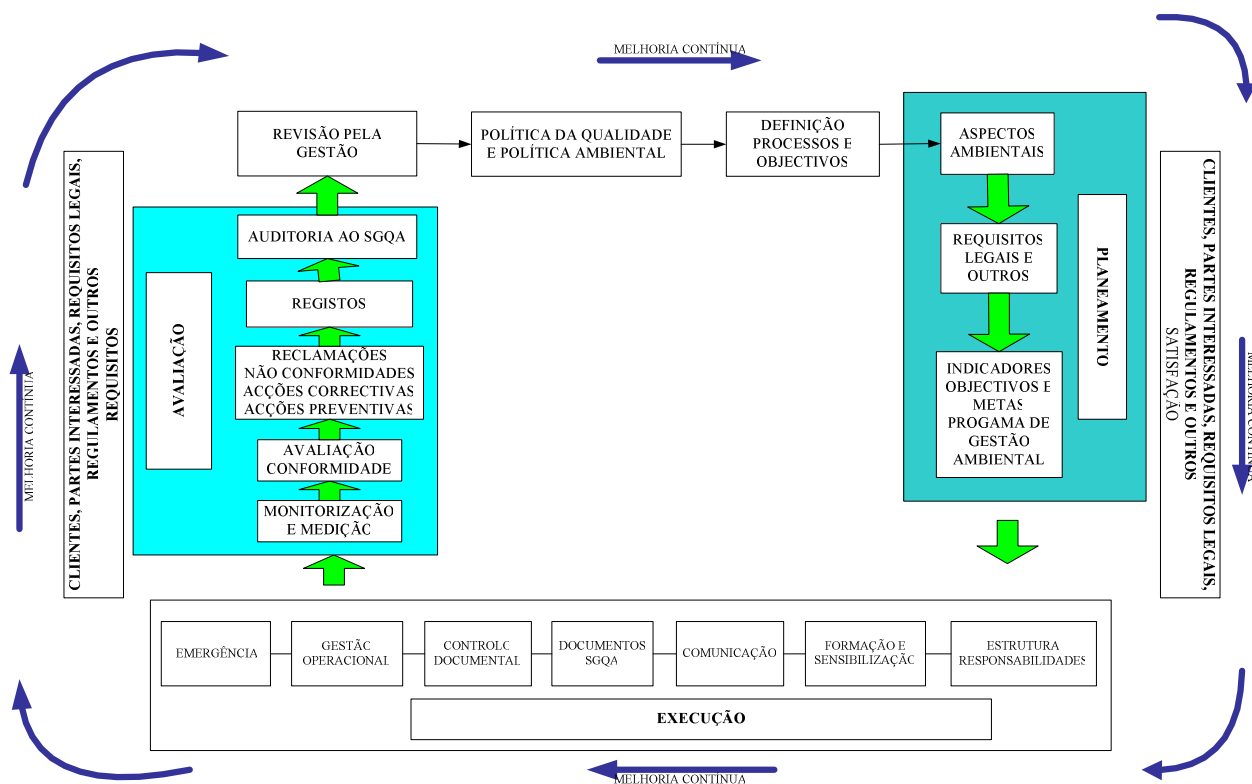 MELHORIA CONTÍNUA
REVISÃO PELA
GESTÃO
POLÍTICA DA QUALIDADE
E POLÍTICA AMBIENTAL
DEFINIÇÃO
PROCESSOS E
OBJECTIVOS
ASPECTOS
AMBIENTAIS
REQUISITOS
LEGAIS E
OUTROS
INDICADORES
OBJECTIVOS E
METAS
PROGAMA DE
GESTÃO
AMBIENTAL
PLANEAMENTO
CLIENTES, PARTES INTERESSADAS, REQUISITOS LEGAIS,
REGULAMENTOS E OUTROS
SATISFAÇÃO
MELHORIA CONTÍNUA
MELHORIA CONTÍNUA
CLIENTES, PARTES INTERESSADAS, REQUISITOS LEGAIS,
REGULAMENTOS E OUTROS
REQUISITOS
AVALIAÇÃO
AUDITORIA AO SGQA
REGISTOS
RECLAMAÇÕES
NÃO CONFORMIDADES
ACÇÕES CORRECTIVAS
ACÇÕES PREVENTIVAS
AVALIAÇÃO
CONFORMIDADE
MONITORIZAÇÃO
E MEDIÇÃO
EMERGÊNCIA
GESTÃO
OPERACIONAL
CONTROLO
DOCUMENTAL
DOCUMENTOS
SGQA
COMUNICAÇÃO
FORMAÇÃO E
SENSIBILIZAÇÃO
ESTRUTURA
RESPONSABILIDADES
EXECUÇÃO
MELHORIA CONTÍNUA